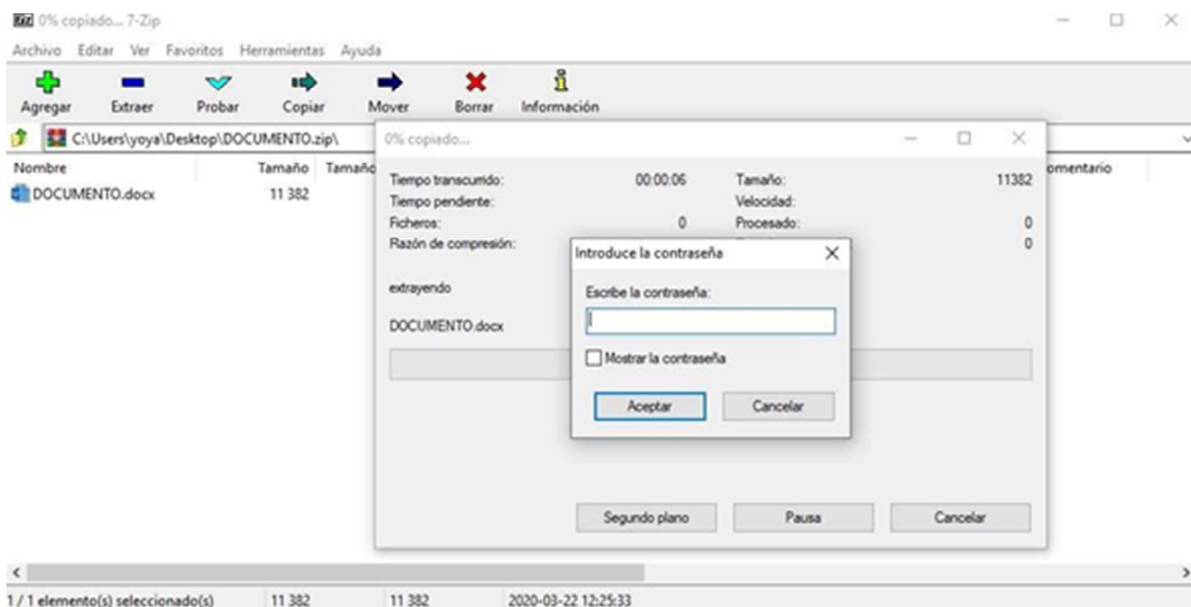 0% copiado... 7-Zip
Archivo Editar Ver Favoritos Herramientas Ayuda
Agregar Extraer Probar Copiar Mover Borrar Información
C:\Users\yoya\Desktop\DOCUMENTO.zip\
Nombre Tamaño Tamaño omentario
DOCUMENTO.docx 11 382
0% copiado...
Tiempo transcurrido: 00:00:06 Tamaño: 11382
Tiempo pendiente: Velocidad:
Ficheros: 0 Procesado: 0
Razón de compresión: 0
extrayendo
DOCUMENTO.docx
Introduce la contraseña
Escribe la contraseña:
Mostrar la contraseña
Aceptar Cancelar
Segundo plano Pausa Cancelar
1 / 1 elemento(s) seleccionado(s) 11 382 11 382 2020-03-22 12:25:33